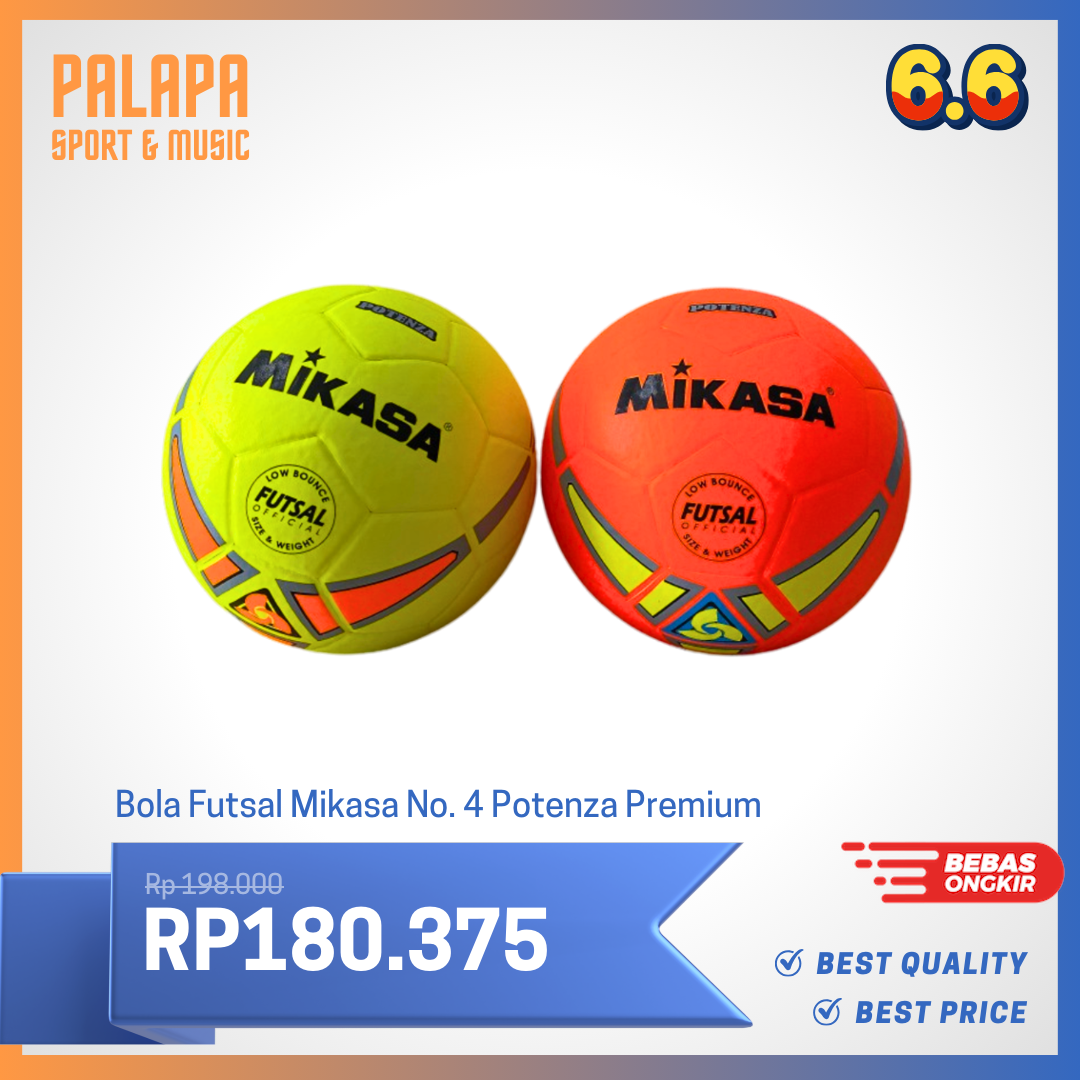 PALAPA
SPORT & MUSIC
6.6
POTENZA
MiKASA®
LOW BOUNCE
FUTSAL
OFFICIAL
SIZE & WEIGHT
POTENZA
MiKASA®
LOW BOUNCE
FUTSAL
OFFICIAL
SIZE & WEIGHT
Bola Futsal Mikasa No. 4 Potenza Premium
Rp 198.000
RP180.375
BEBAS
ONGKIR
BEST QUALITY
BEST PRICE